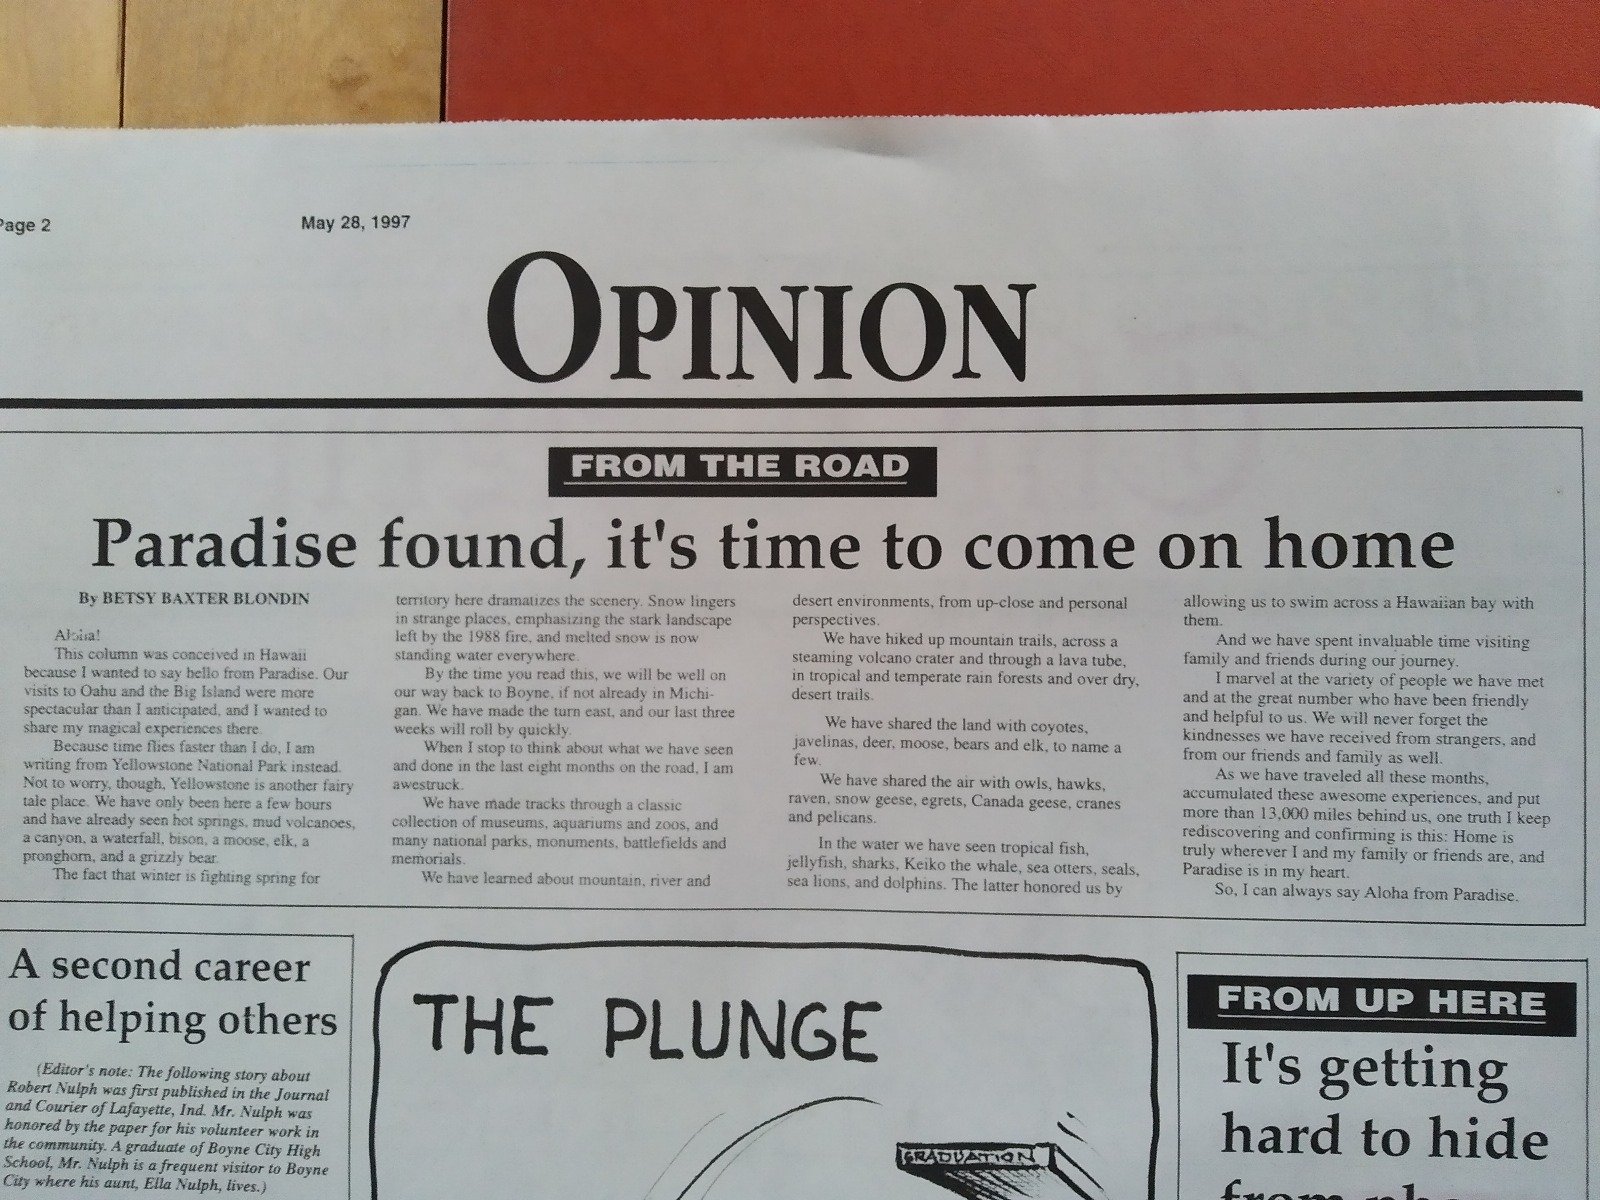 Page 2
May 28, 1997
OPINION
FROM THE ROAD
Paradise found, it's time to come on home
By BETSY BAXTER BLONDIN
Aloha!
This column was conceived in Hawaii
because I wanted to say hello from Paradise. Our
visits to Oahu and the Big Island were more
spectacular than I anticipated, and I wanted to
share my magical experiences there.
Because time flies faster than I do, I am
writing from Yellowstone National Park instead.
Not to worry, though, Yellowstone is another fairy
tale place. We have only been here a few hours
and have already seen hot springs, mud volcanoes,
a canyon, a waterfall, bison, a moose, elk, a
pronghorn, and a grizzly bear.
The fact that winter is fighting spring for
territory here dramatizes the scenery. Snow lingers
in strange places, emphasizing the stark landscape
left by the 1988 fire, and melted snow is now
standing water everywhere.
By the time you read this, we will be well on
our way back to Boyne, if not already in Michi-
gan. We have made the turn east, and our last three
weeks will roll by quickly.
When I stop to think about what we have seen
and done in the last eight months on the road, I am
awestruck.
We have made tracks through a classic
collection of museums, aquariums and zoos, and
many national parks, monuments, battlefields and
memorials.
We have learned about mountain, river and
desert environments, from up-close and personal
perspectives.
We have hiked up mountain trails, across a
steaming volcano crater and through a lava tube,
in tropical and temperate rain forests and over dry,
desert trails.
We have shared the land with coyotes,
javelinas, deer, moose, bears and elk, to name a
few.
We have shared the air with owls, hawks,
raven, snow geese, egrets, Canada geese, cranes
and pelicans.
In the water we have seen tropical fish,
jellyfish, sharks, Keiko the whale, sea otters, seals,
sea lions, and dolphins. The latter honored us by
allowing us to swim across a Hawaiian bay with
them.
And we have spent invaluable time visiting
family and friends during our journey.
I marvel at the variety of people we have met
and at the great number who have been friendly
and helpful to us. We will never forget the
kindnesses we have received from strangers, and
from our friends and family as well.
As we have traveled all these months,
accumulated these awesome experiences, and put
more than 13,000 miles behind us, one truth I keep
rediscovering and confirming is this: Home is
truly wherever I and my family or friends are, and
Paradise is in my heart.
So, I can always say Aloha from Paradise.
A second career
of helping others
(Editor's note: The following story about
Robert Nulph was first published in the Journal
and Courier of Lafayette, Ind. Mr. Nulph was
honored by the paper for his volunteer work in
the community. A graduate of Boyne City High
School, Mr. Nulph is a frequent visitor to Boyne
City where his aunt, Ella Nulph, lives.)
THE PLUNGE
GRADUATION
FROM UP HERE
It's getting
hard to hide
from